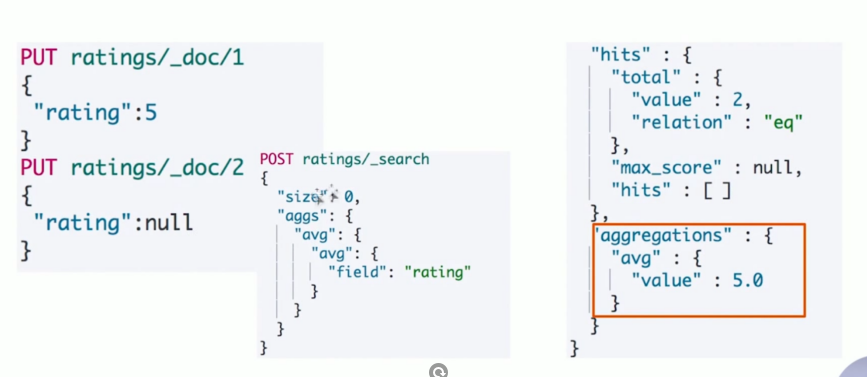 PUT ratings/_doc/1
{
"rating":5
}
PUT ratings/_doc/2
{
"rating":null
}
POST ratings/_search
{
"size": 0,
"aggs": {
"avg": {
"avg": {
"field": "rating"
}
}
}
}
"hits" : {
"total" : {
"value" : 2,
"relation" : "eq"
},
"max_score" : null,
"hits" : [ ]
},
"aggregations" : {
"avg" : {
"value" : 5.0
}
}
}